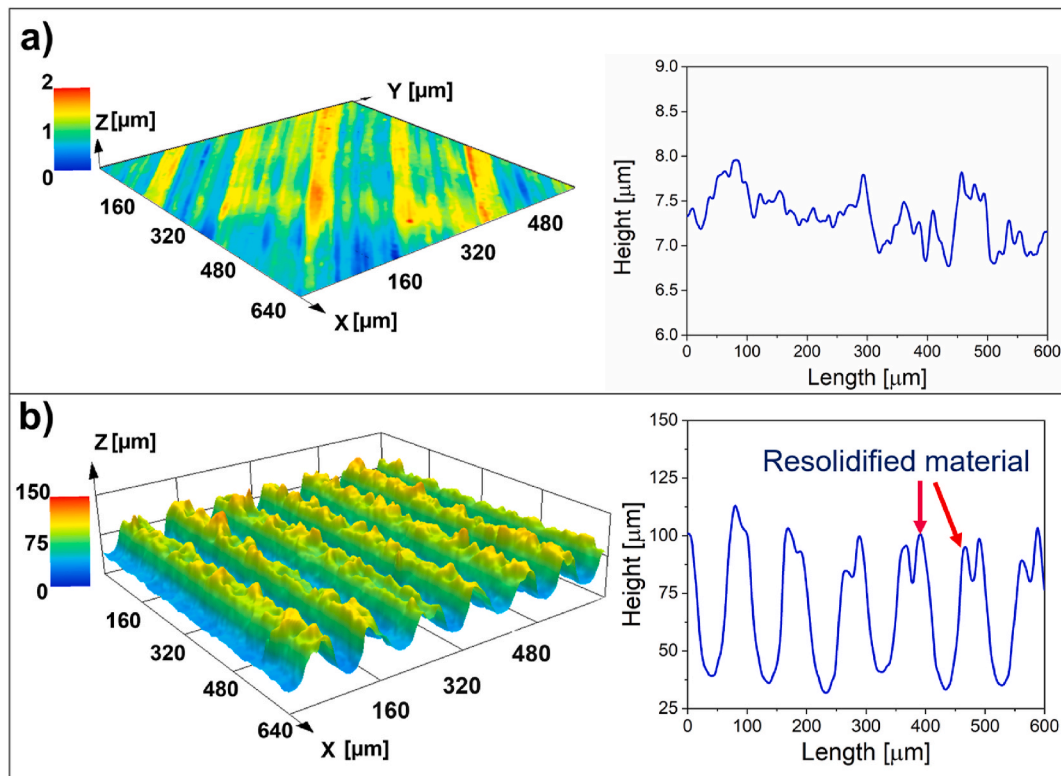 a)
2
1
0
Z [µm]
Y [µm]
160
320
480
640
X [µm]
160
320
480
9.0
8.5
8.0
7.5
7.0
6.5
6.0
Height [µm]
0 100 200 300 400 500 600
Length [µm]
b)
Z [µm]
150
75
0
160
320
480
640
X [µm]
160
320
480
150
125
100
75
50
25
Height [µm]
Resolidified material
0 100 200 300 400 500 600
Length [µm]